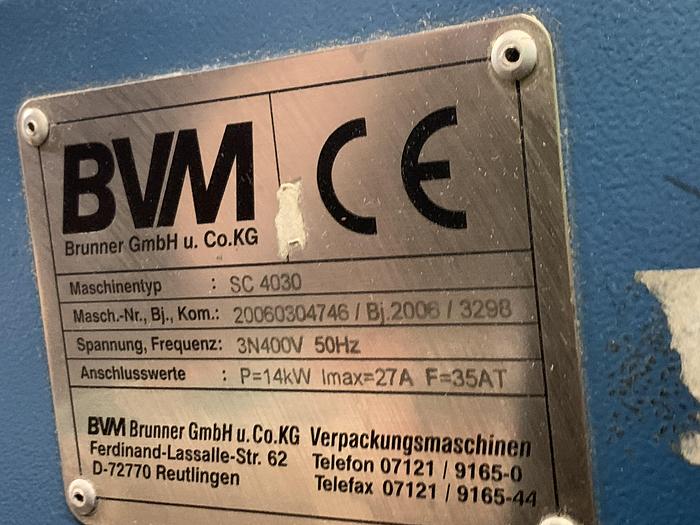 BVM CE
Brunner GmbH u. Co.KG
Maschinentyp : SC 4030
Masch.-Nr., Bj., Kom.: 20060304746 / Bj.2006 / 3298
Spannung, Frequenz: 3N400V 50Hz
Anschlusswerte : P=14kW Imax=27A F=35AT
BVM Brunner GmbH u. Co.KG Verpackungsmaschinen
Ferdinand-Lassalle-Str. 62 Telefon 07121 / 9165-0
D-72770 Reutlingen Telefax 07121 / 9165-44